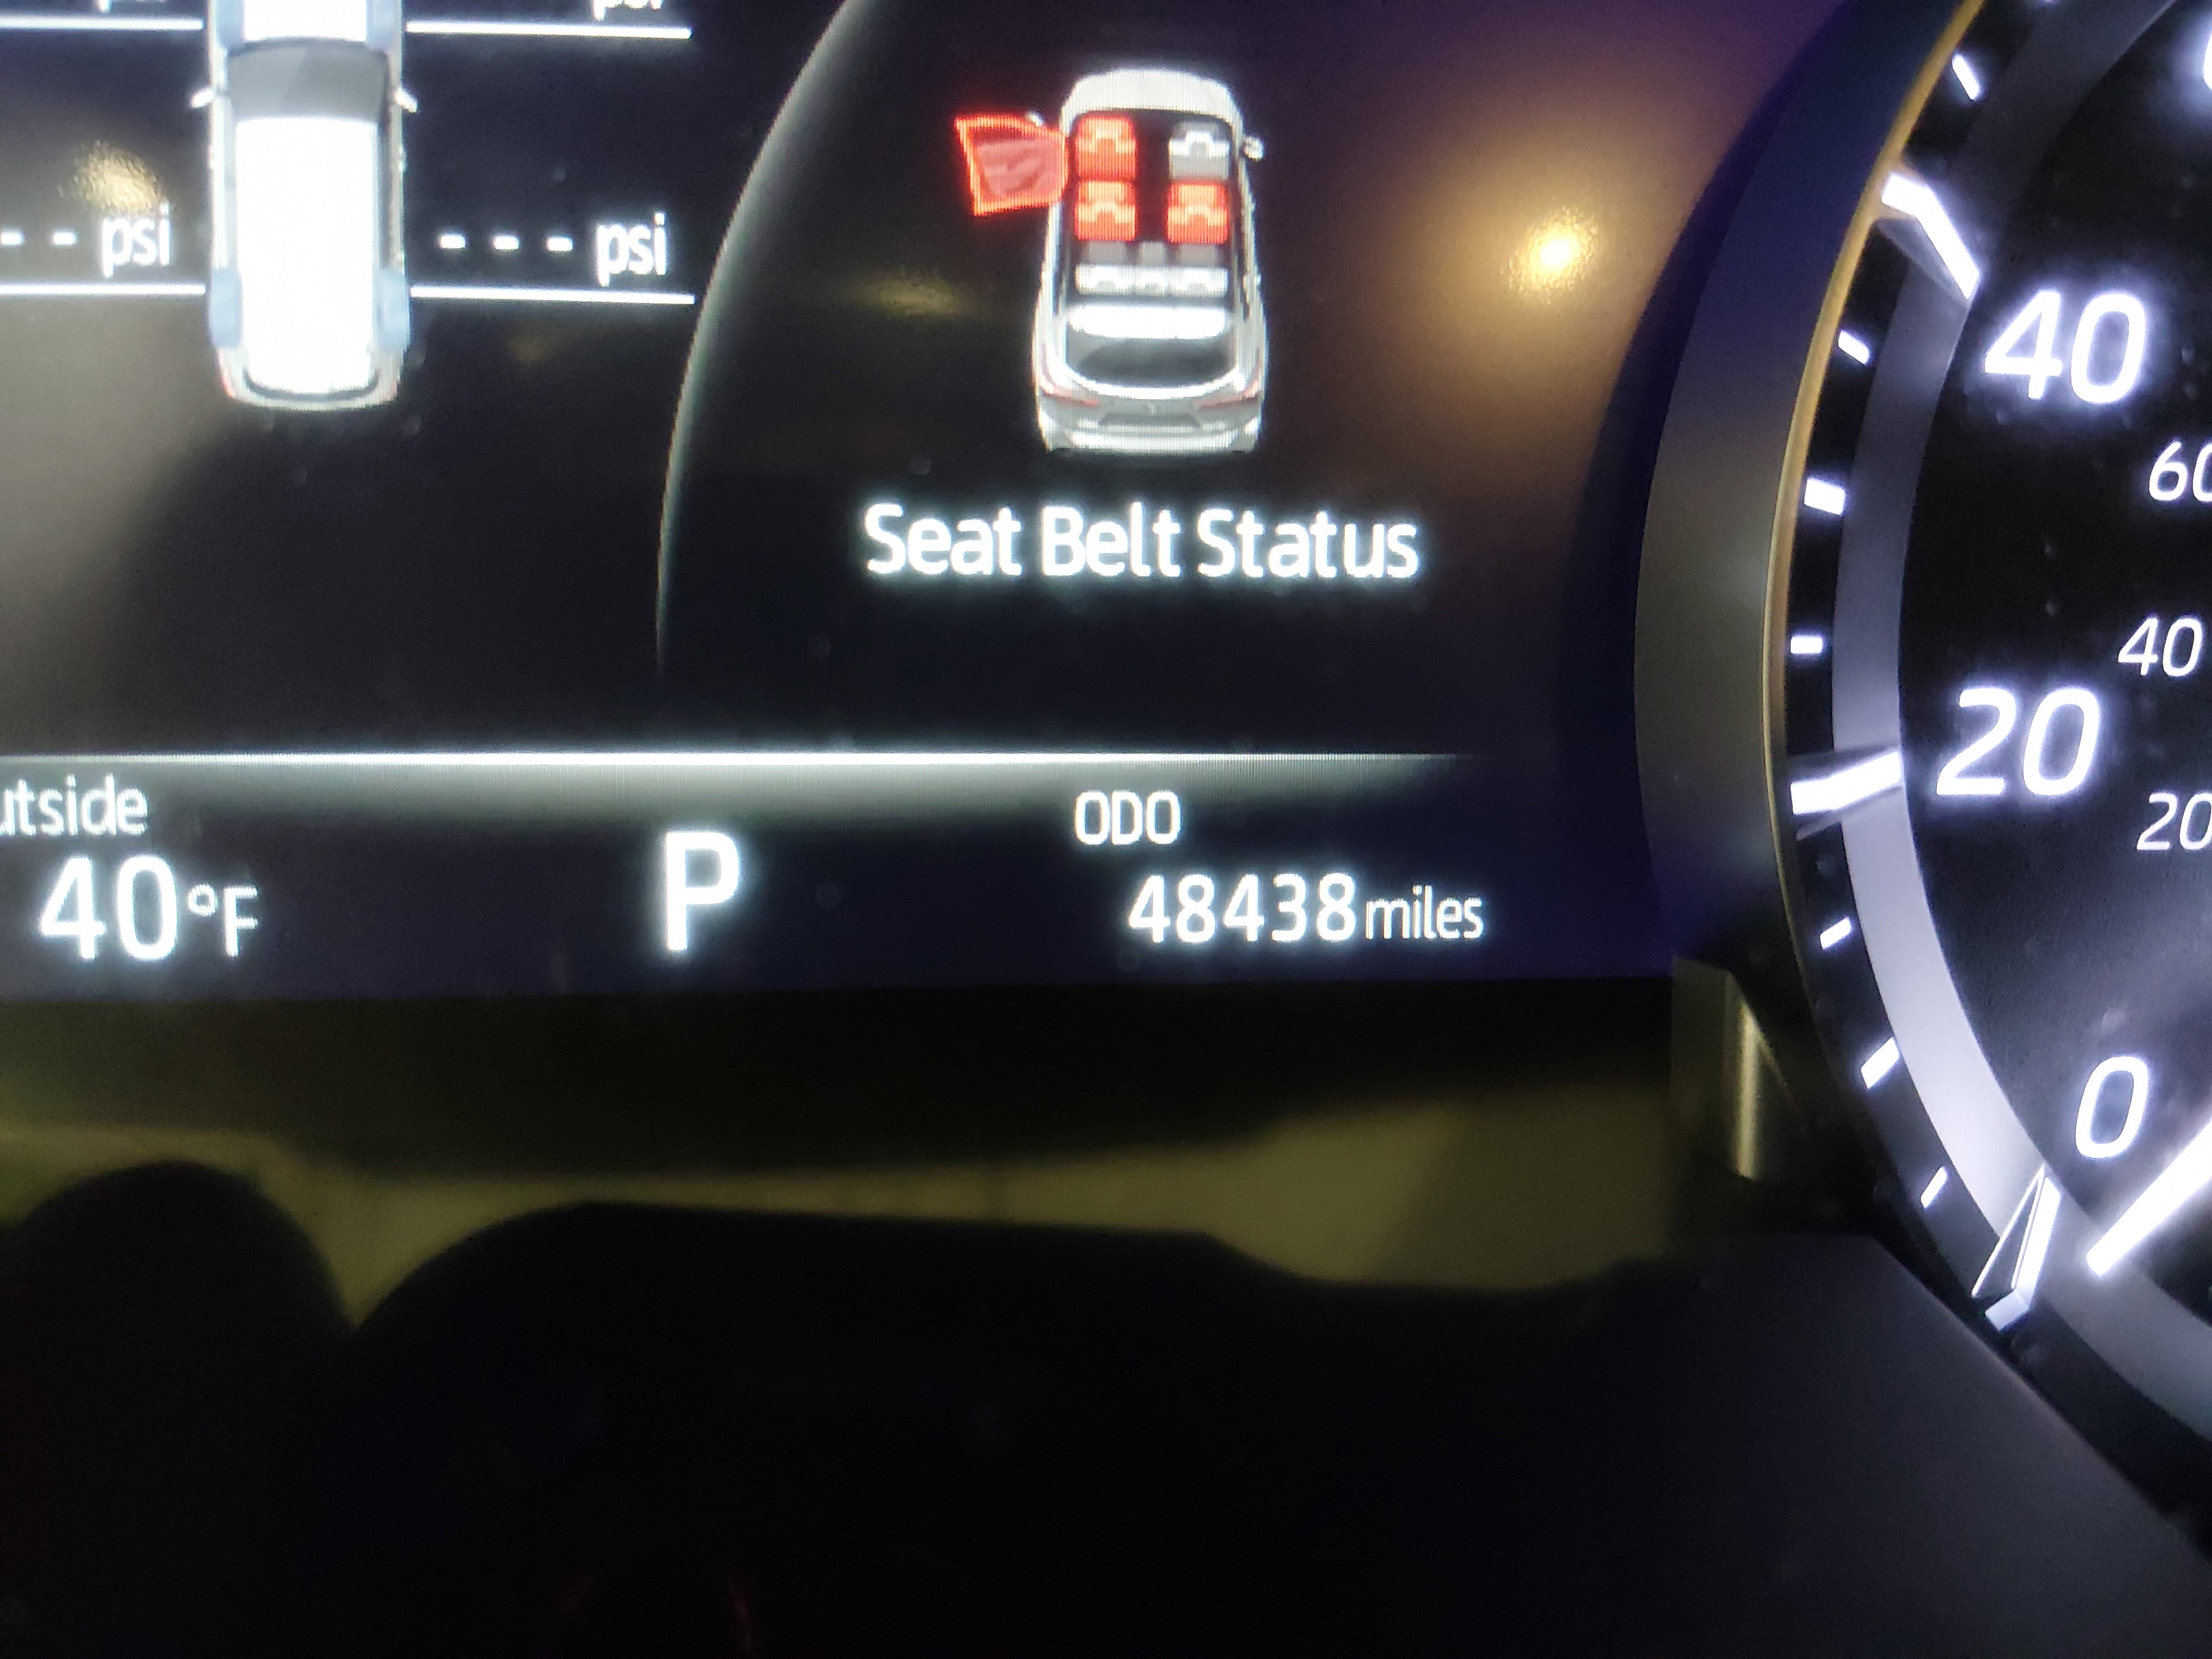 psi
- - psi
- - - psi
Seat Belt Status
utside
40°F
P
ODO
48438 miles
40
60
40
20
20
0